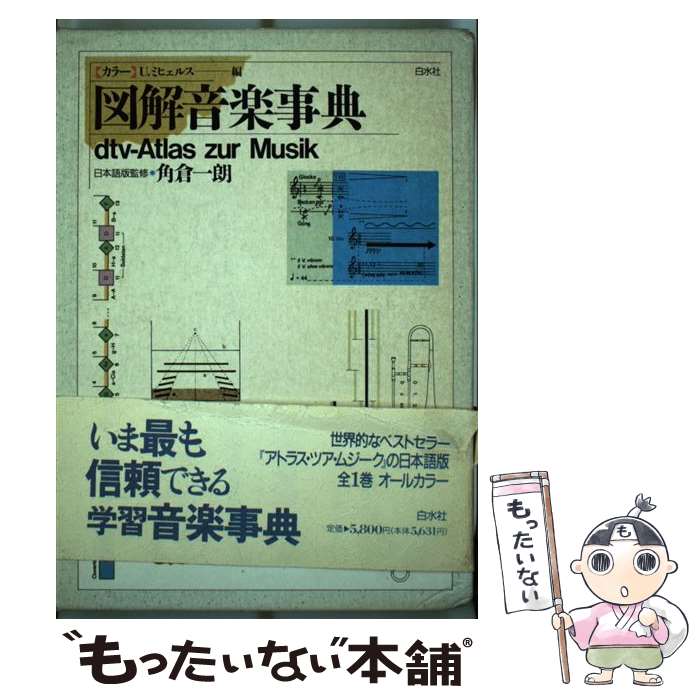 【カラー】U.ミヒェルス 編
白水社
図解音楽事典
dtv-Atlas zur Musik
日本語版監修●角倉一朗
Glocke
Becken
Gong
pppp
いま最も
信頼できる
学習音楽事典
世界的なベストセラー
『アトラス・ツア・ムジーク』の日本語版
全1巻 オールカラー
白水社
定価▶5,800円(本体5,631円)
もったいない
“もったいない本舗”®